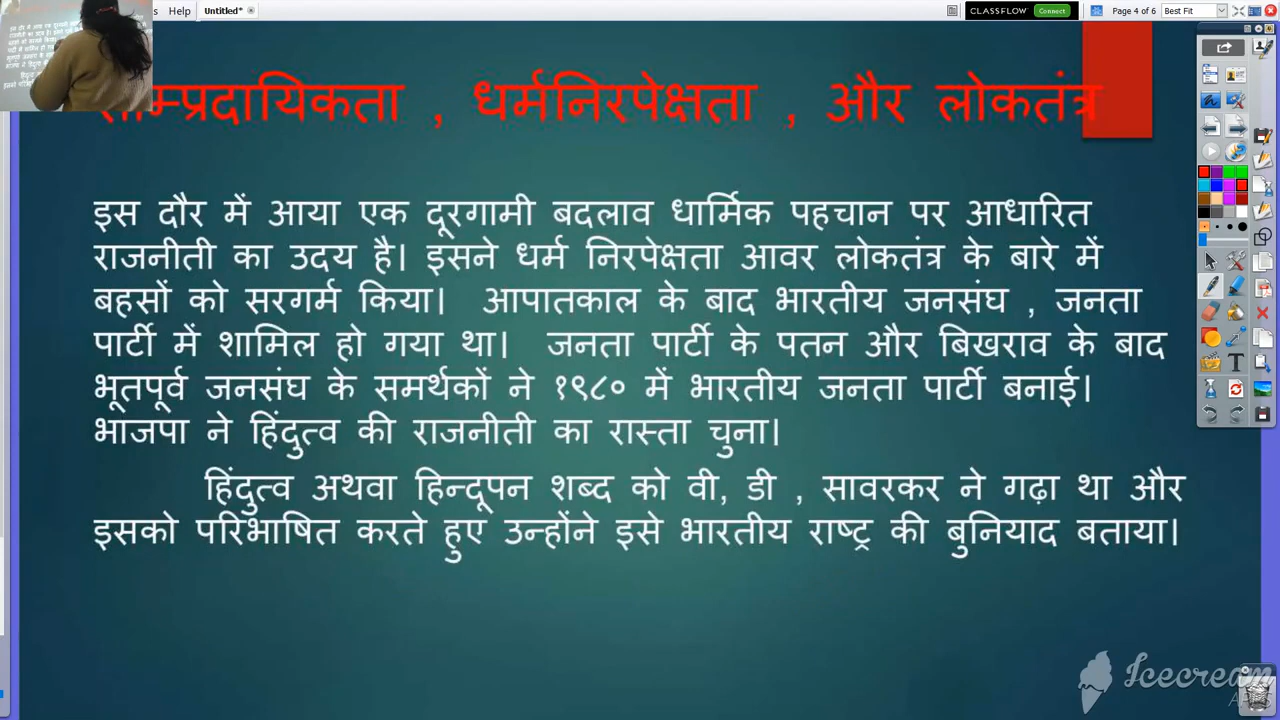 Help
Untitled*
CLASSFLOW Connect
Page 4 of 6
Best Fit
साम्प्रदायिकता , धर्मनिरपेक्षता , और लोकतंत्र
इस दौर में आया एक दूरगामी बदलाव धार्मिक पहचान पर आधारित
राजनीती का उदय है। इसने धर्म निरपेक्षता आवर लोकतंत्र के बारे में
बहसों को सरगर्म किया। आपातकाल के बाद भारतीय जनसंघ , जनता
पार्टी में शामिल हो गया था। जनता पार्टी के पतन और बिखराव के बाद
भूतपूर्व जनसंघ के समर्थकों ने १९८० में भारतीय जनता पार्टी बनाई।
भाजपा ने हिंदुत्व की राजनीती का रास्ता चुना।
हिंदुत्व अथवा हिन्दूपन शब्द को वी, डी , सावरकर ने गढ़ा था और
इसको परिभाषित करते हुए उन्होंने इसे भारतीय राष्ट्र की बुनियाद बताया।
Icecream
APPS